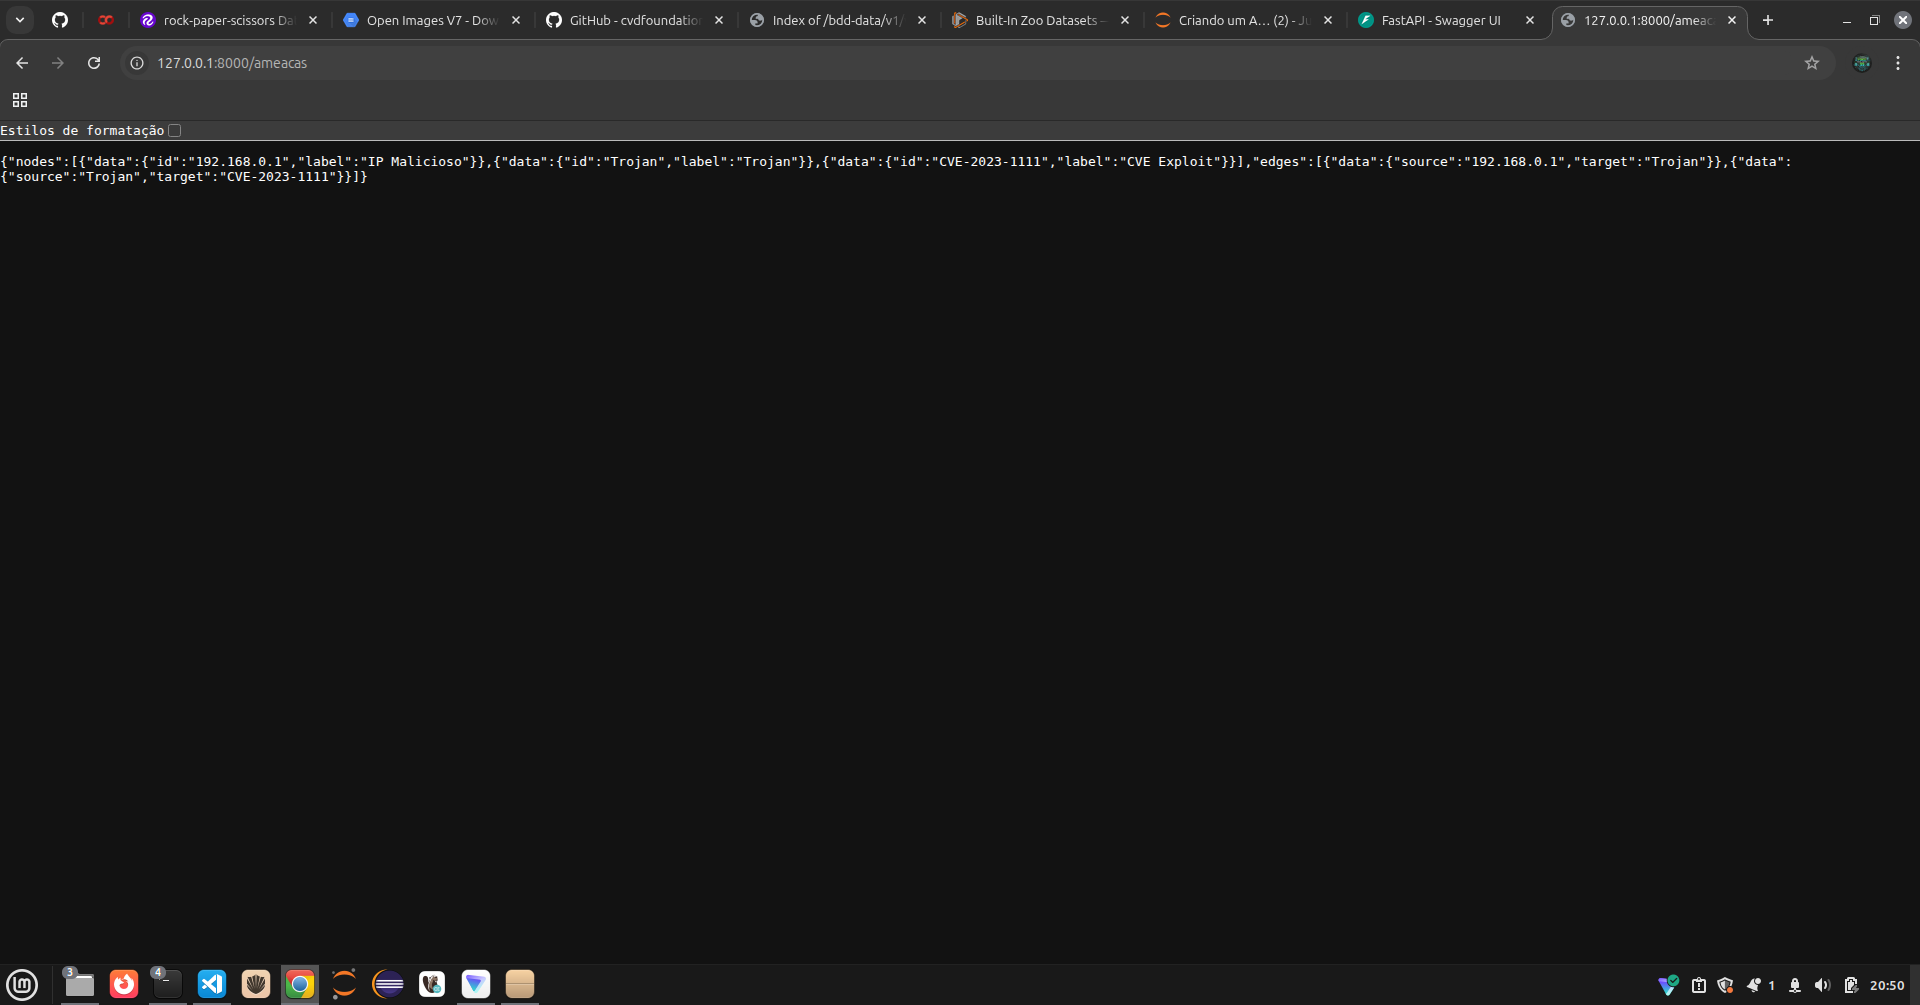 rock-paper-scissors Da
Open Images V7 - Dow
GitHub - cvdfoundatio
Index of /bdd-data/v1/
Built-In Zoo Datasets —
Criando um A... (2) - Ju
FastAPI - Swagger UI
127.0.0.1:8000/ameac
127.0.0.1:8000/ameacas
Estilos de formatação
{"nodes":[{"data":{"id":"192.168.0.1","label":"IP Malicioso"}},{"data":{"id":"Trojan","label":"Trojan"}},{"data":{"id":"CVE-2023-1111","label":"CVE Exploit"}}],"edges":[{"data":{"source":"192.168.0.1","target":"Trojan"}},{"data":
{"source":"Trojan","target":"CVE-2023-1111"}}]}
3
4
1
20:50